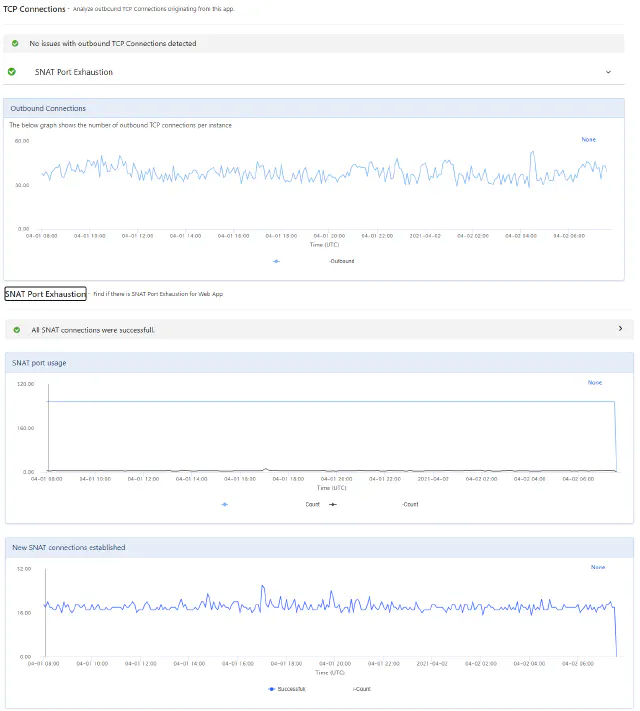 TCP Connections - Analyze outbound TCP Connections originating from this app.
No issues with outbound TCP Connections detected
SNAT Port Exhaustion
Outbound Connections
The below graph shows the number of outbound TCP connections per instance
None
60.00
30.00
0.00
04-01 08:00 04-01 10:00 04-01 12:00 04-01 14:00 04-01 16:00 04-01 18:00 04-01 20:00 04-01 22:00 2021-04-02 04-02 02:00 04-02 04:00 04-02 06:00
Time (UTC)
-Outbound
SNAT Port Exhaustion - Find if there is SNAT Port Exhaustion for Web App
All SNAT connections were successful.
SNAT port usage
None
320.00
160.00
0.00
04-01 08:00 04-01 10:00 04-01 12:00 04-01 14:00 04-01 16:00 04-01 18:00 04-01 20:00 04-01 22:00 2021-04-02 04-02 02:00 04-02 04:00 04-02 06:00
Time (UTC)
Count -Count
New SNAT connections established
None
32.00
16.00
0.00
04-01 08:00 04-01 10:00 04-01 12:00 04-01 14:00 04-01 16:00 04-01 18:00 04-01 20:00 04-01 22:00 2021-04-02 04-02 02:00 04-02 04:00 04-02 06:00
Time (UTC)
Successful -Count